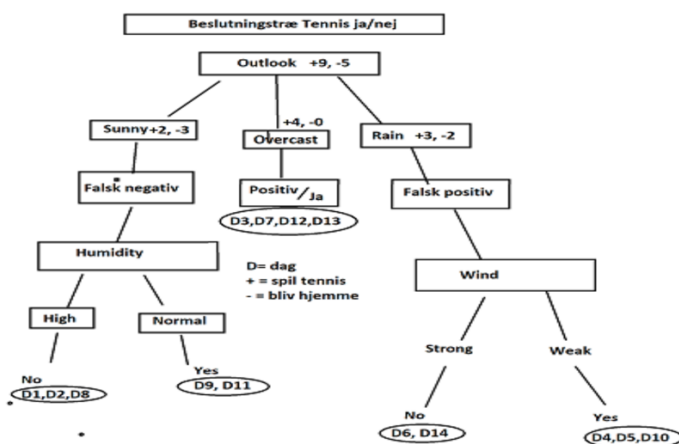 Beslutningstræ Tennis ja/nej
Outlook +9, -5
Sunny +2, -3
+4, -0
Overcast
Rain +3, -2
Falsk negativ
Positiv/Ja
Falsk positiv
D3,D7,D12,D13
Humidity
D= dag
+ = spil tennis
- = bliv hjemme
Wind
High
Normal
Strong
Weak
No
D1,D2,D8
Yes
D9, D11
No
D6, D14
Yes
D4,D5,D10